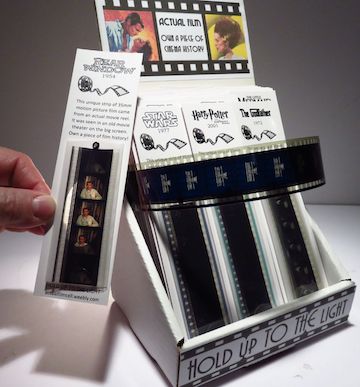 ACTUAL FILM
OWN A PIECE OF
CINEMA HISTORY
REAR
WINDOW
1954
This unique strip of 35mm
motion picture film came
from an actual movie reel.
It was seen in an old movie
theater on the big screen.
Own a piece of film history!
STAR
WARS
1977
Harry Potter
2001
The Godfather
HOLD UP TO THE LIGHT